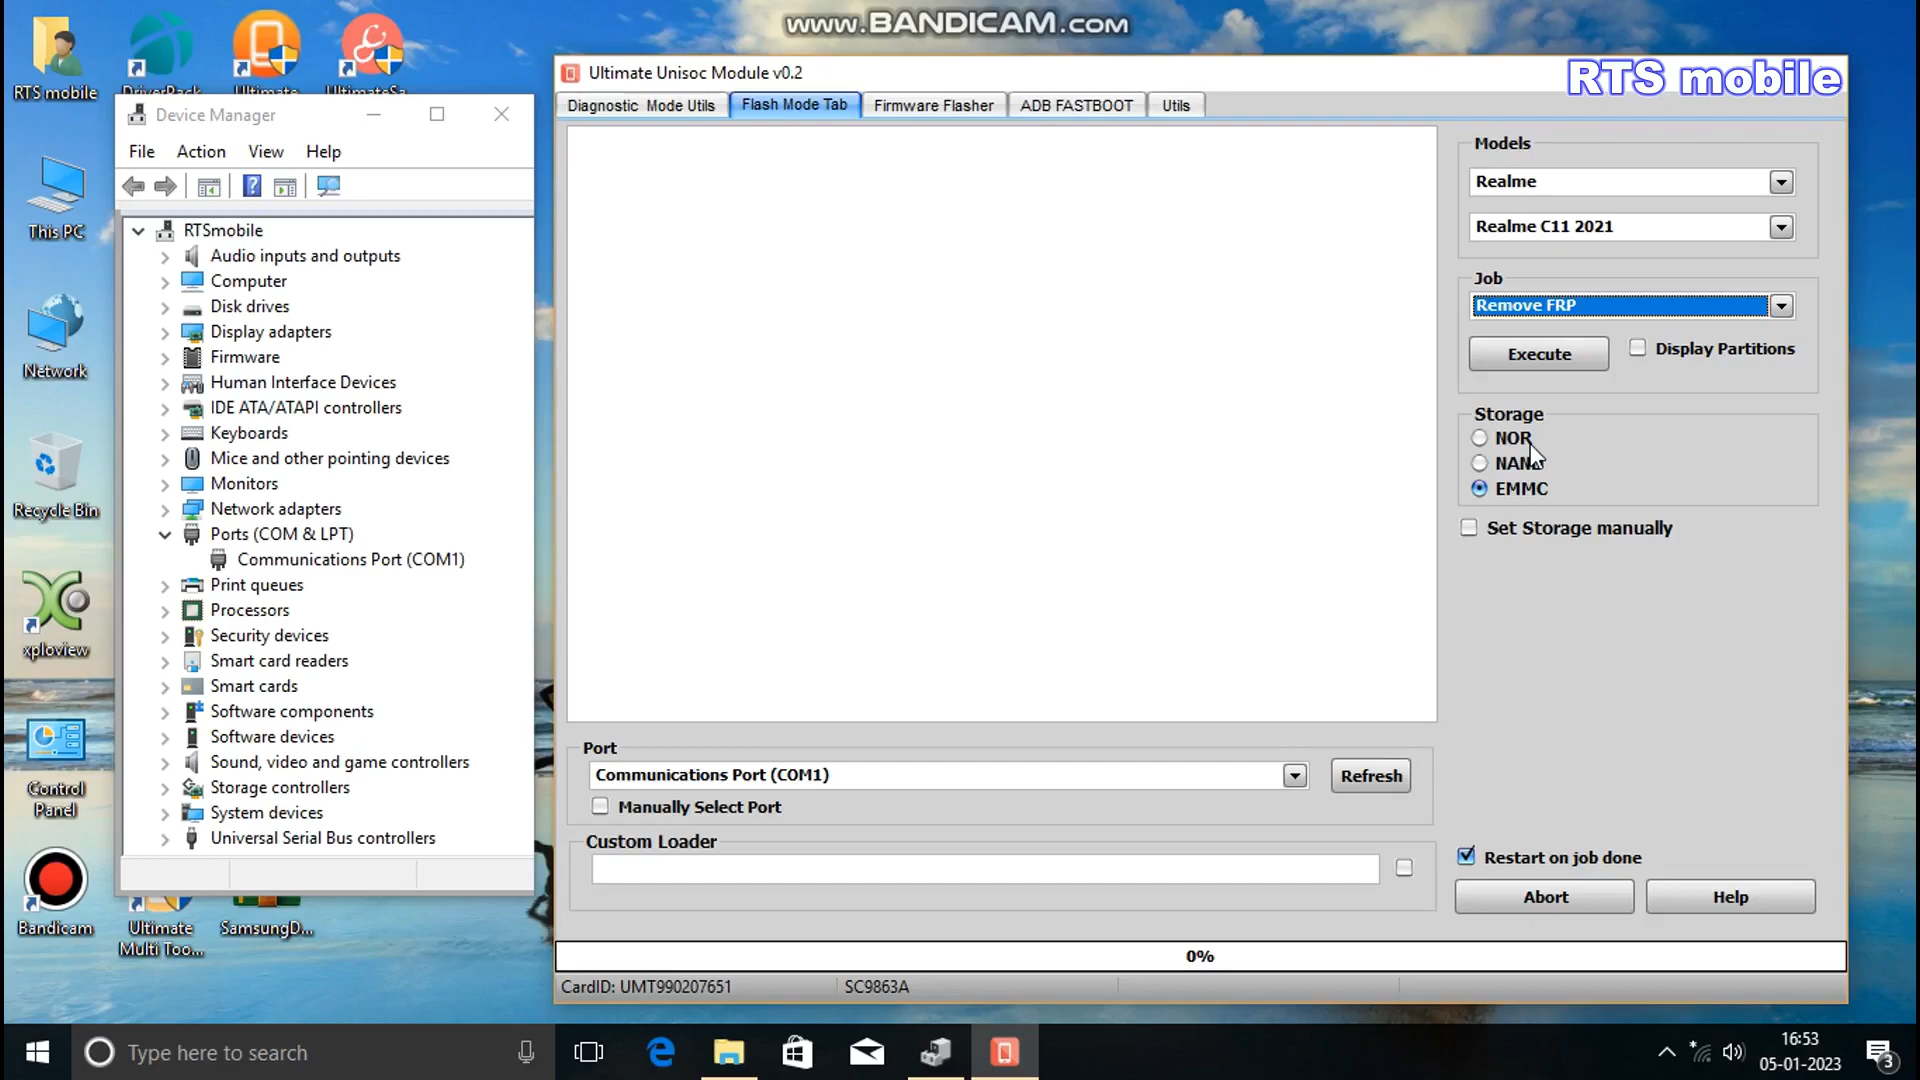 www.BANDICAM.com
RTS mobile
RTS mobile
DriverPack
Ultimate
UltimateSa...
This PC
Network
Recycle Bin
xploview
Control
Panel
Bandicam
Ultimate
Multi Too...
SamsungD...
Device Manager
File Action View Help
RTSmobile
Audio inputs and outputs
Computer
Disk drives
Display adapters
Firmware
Human Interface Devices
IDE ATA/ATAPI controllers
Keyboards
Mice and other pointing devices
Monitors
Network adapters
Ports (COM & LPT)
Communications Port (COM1)
Print queues
Processors
Security devices
Smart card readers
Smart cards
Software components
Software devices
Sound, video and game controllers
Storage controllers
System devices
Universal Serial Bus controllers
Ultimate Unisoc Module v0.2
Diagnostic Mode Utils Flash Mode Tab Firmware Flasher ADB FASTBOOT Utils
Models
Realme
Realme C11 2021
Job
Remove FRP
Execute Display Partitions
Storage
NOR
NAND
EMMC
Set Storage manually
Port
Communications Port (COM1) Refresh
Manually Select Port
Custom Loader
Restart on job done
Abort Help
0%
CardID: UMT990207651 SC9863A
Type here to search
16:53
05-01-2023
3